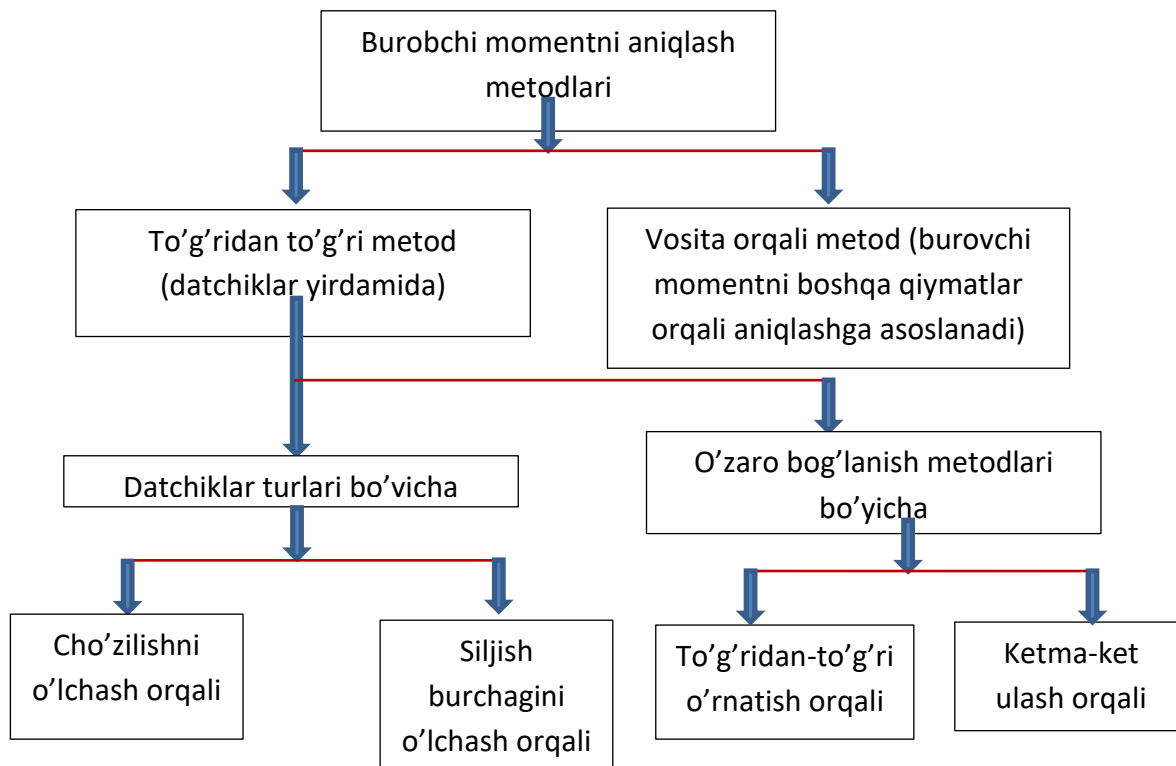 Burobchi momentni aniqlash
metodlari
To’g’ridan to’g’ri metod
(datchiklar yirdamida)
Vosita orqali metod (burovchi
momentni boshqa qiymatlar
orqali aniqlashga asoslanadi)
Datchiklar turlari bo’vicha
O’zaro bog’lanish metodlari
bo’yicha
Cho’zilishni
o’lchash orqali
Siljish
burchagini
o’lchash orqali
To’g’ridan-to’g’ri
o’rnatish orqali
Ketma-ket
ulash orqali